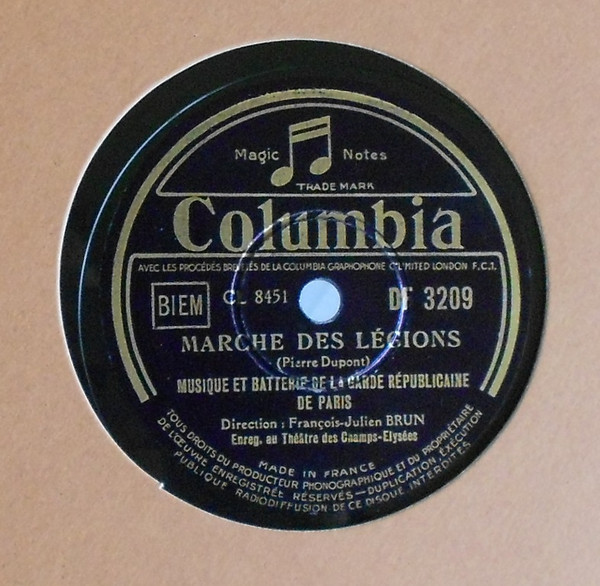 Magic Notes
TRADE MARK
Columbia
AVEC LES PROCÉDÉS BREVETÉS DE LA COLUMBIA GRAPHOPHONE Cº LIMITED LONDON F.C.1.
BIEM CL 8451 DF 3209
MARCHE DES LÉGIONS
(Pierre Dupont)
MUSIQUE ET BATTERIE DE LA GARDE RÉPUBLICAINE
DE PARIS
Direction : François-Julien BRUN
Enreg. au Théâtre des Champs-Elysées
MADE IN FRANCE
TOUS DROITS DU PRODUCTEUR PHONOGRAPHIQUE ET DU PROPRIÉTAIRE
DE L'ŒUVRE ENREGISTRÉE RÉSERVÉS — DUPLICATION, EXÉCUTION
PUBLIQUE RADIODIFFUSION DE CE DISQUE INTERDITES